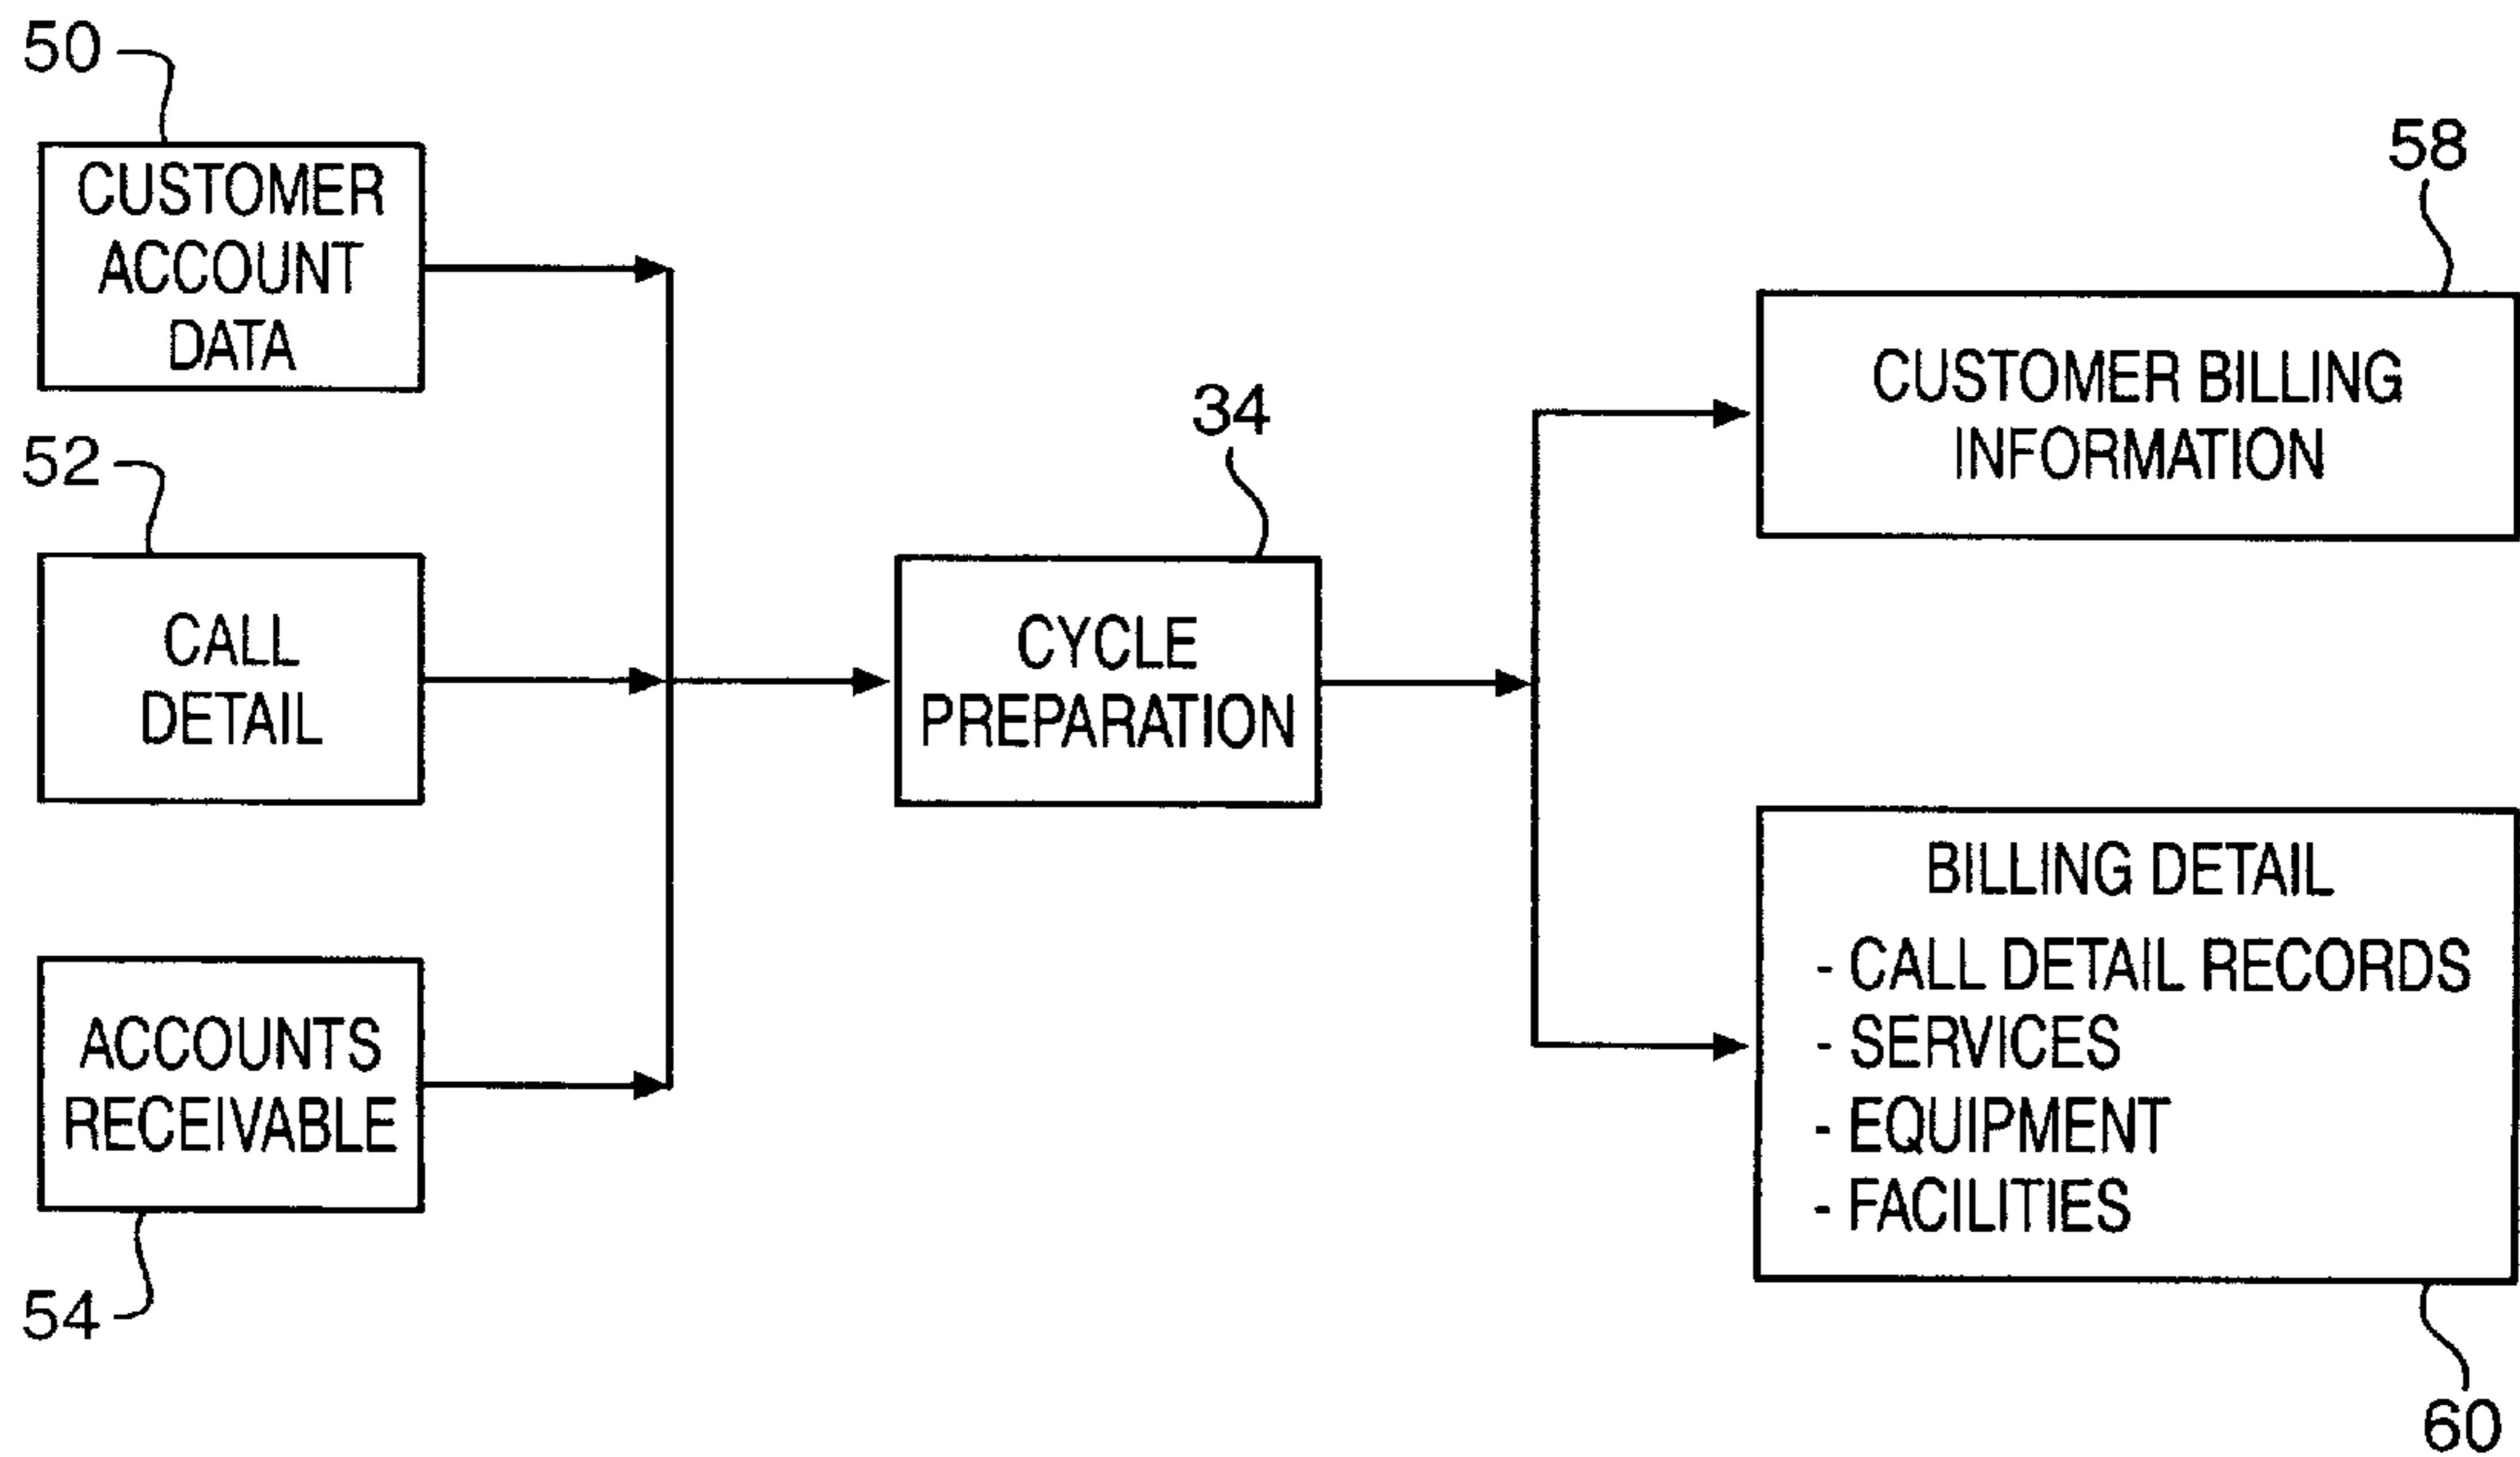 50
CUSTOMER
ACCOUNT
DATA
52
CALL
DETAIL
ACCOUNTS
RECEIVABLE
54
34
CYCLE
PREPARATION
58
CUSTOMER BILLING
INFORMATION
BILLING DETAIL
- CALL DETAIL RECORDS
- SERVICES
- EQUIPMENT
- FACILITIES
60